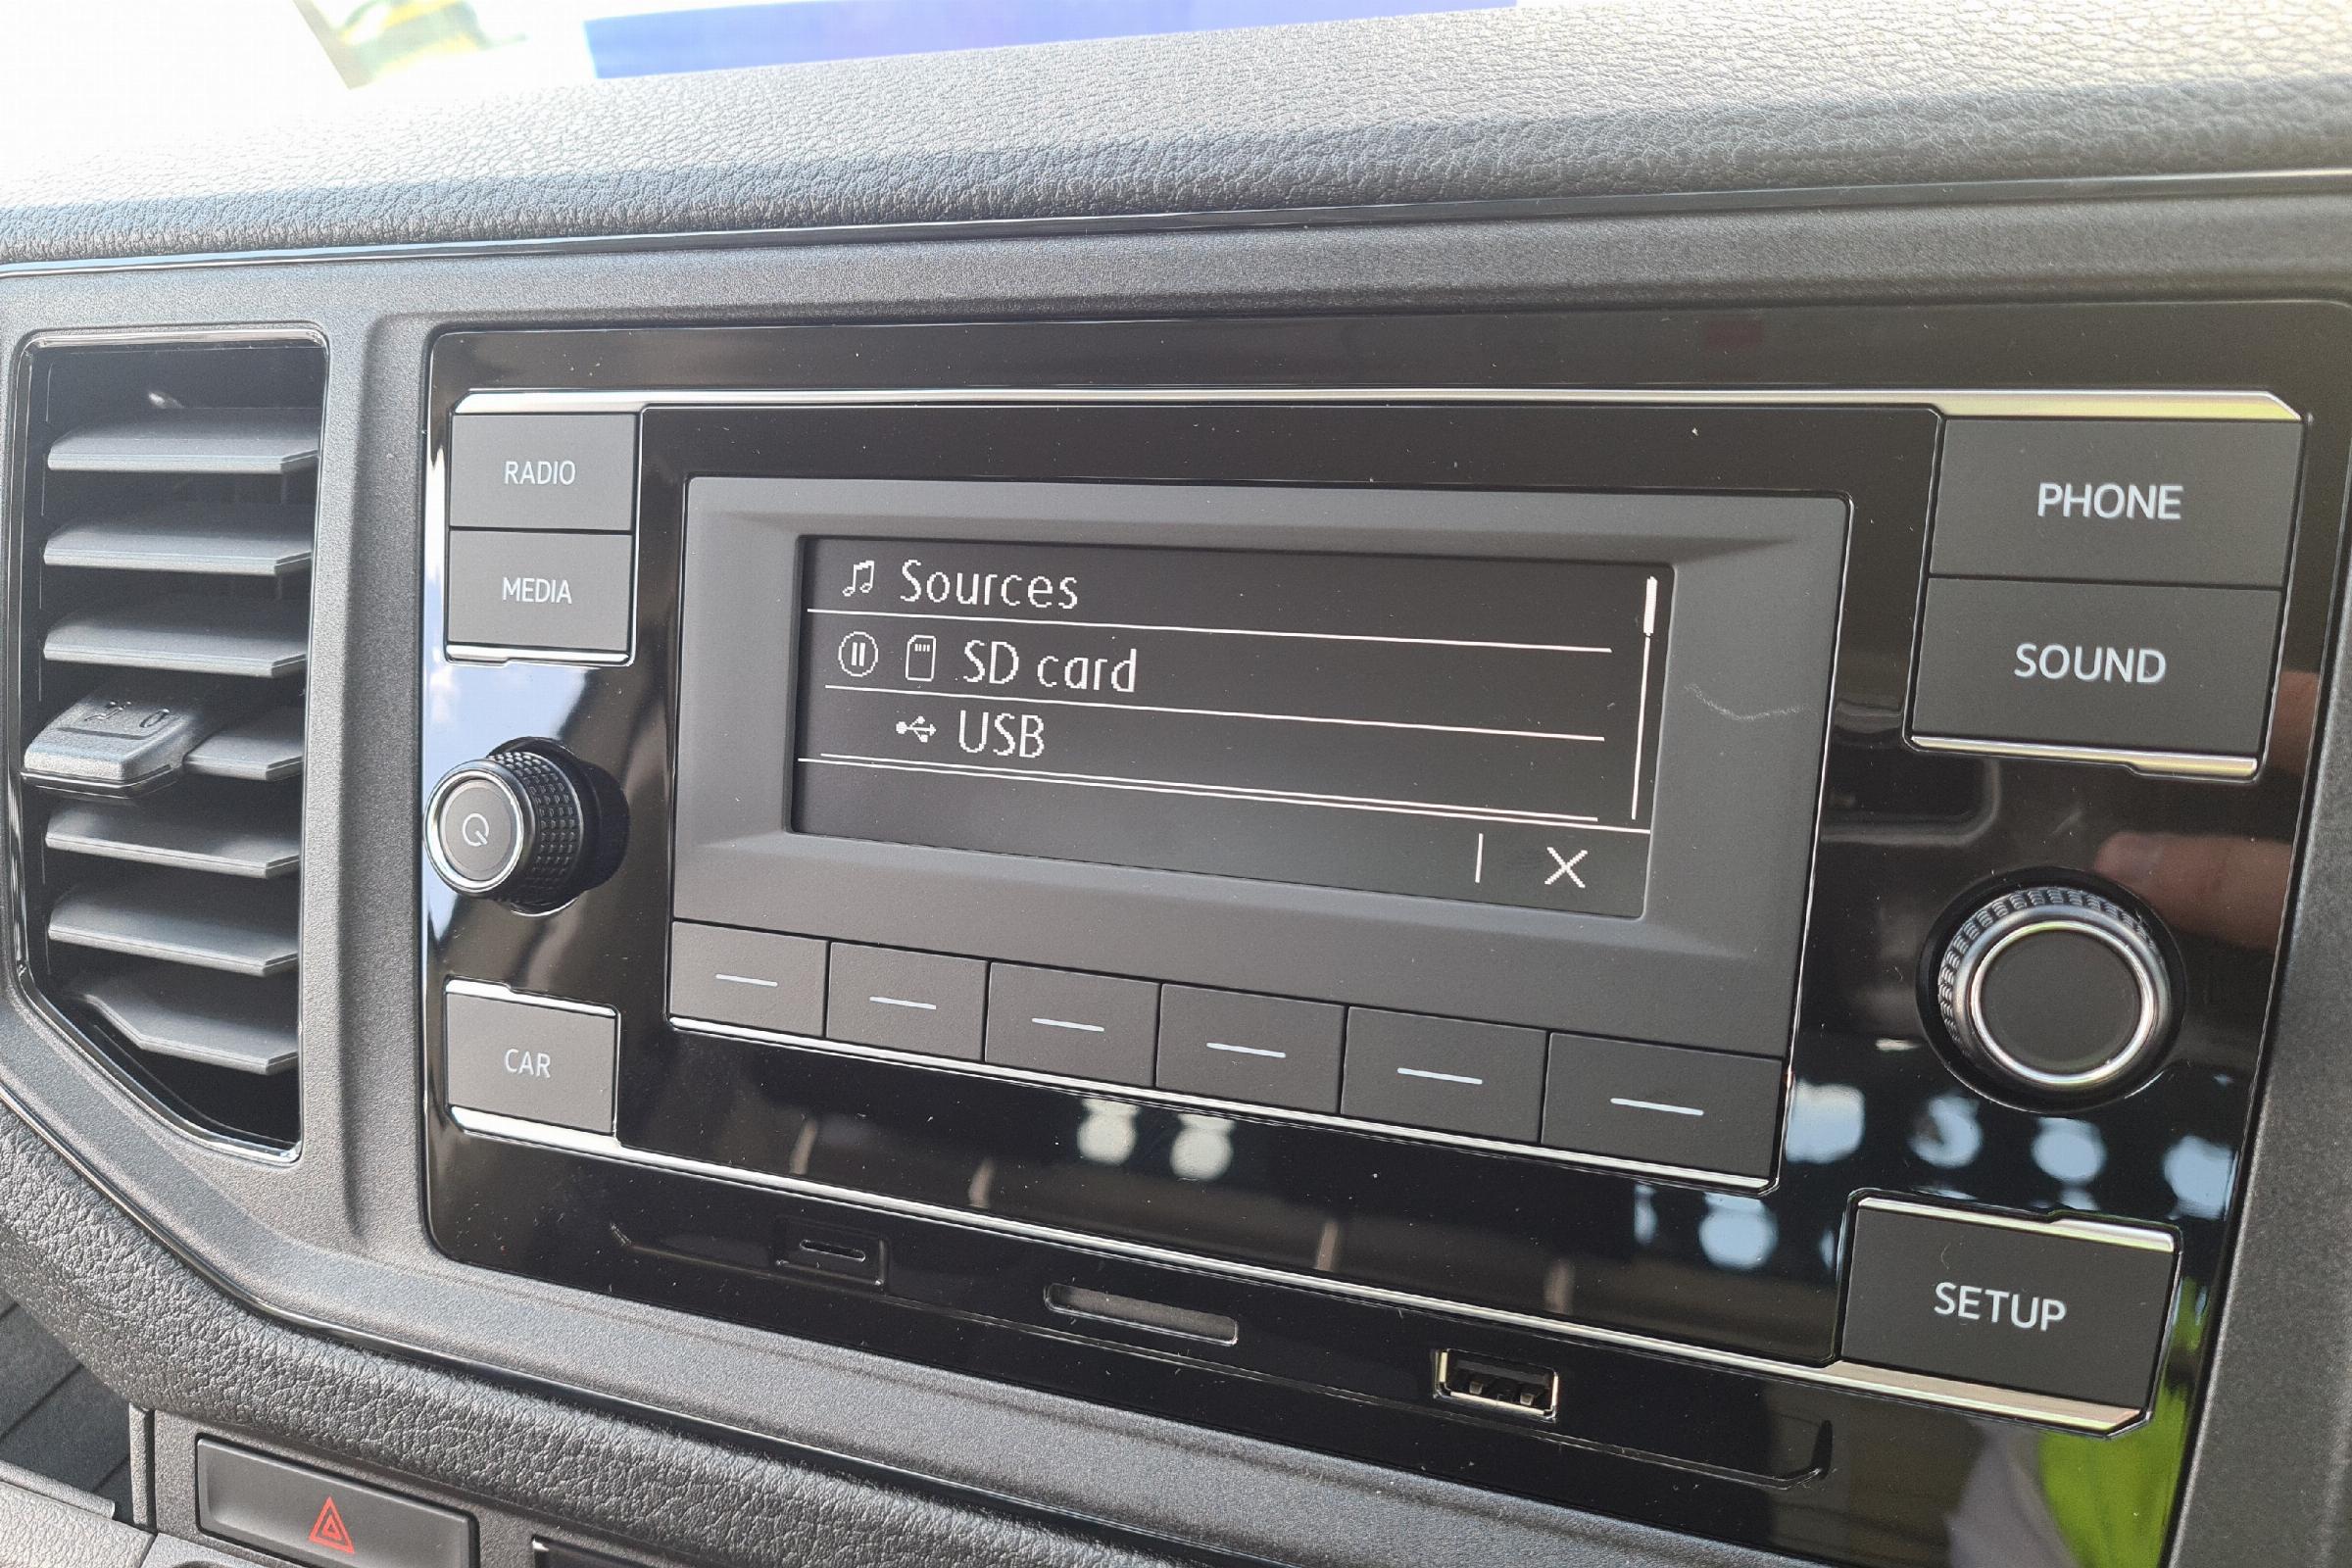 RADIO
MEDIA
Sources
SD card
USB
X
PHONE
SOUND
CAR
SETUP